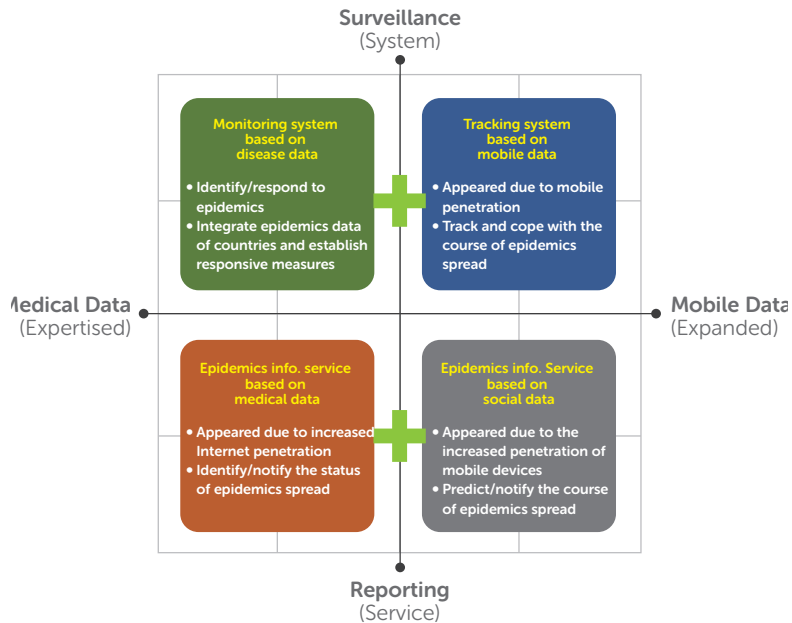 Surveillance
(System)
Monitoring system
based on
disease data
• Identify/respond to
epidemics
• Integrate epidemics data
of countries and establish
responsive measures
Tracking system
based on
mobile data
• Appeared due to mobile
penetration
• Track and cope with the
course of epidemics
spread
Medical Data
(Expertised)
Mobile Data
(Expanded)
Epidemics info. service
based on
medical data
• Appeared due to increased
Internet penetration
• Identify/notify the status
of epidemics spread
Epidemics info. Service
based on
social data
• Appeared due to the
increased penetration of
mobile devices
• Predict/notify the course
of epidemics spread
Reporting
(Service)